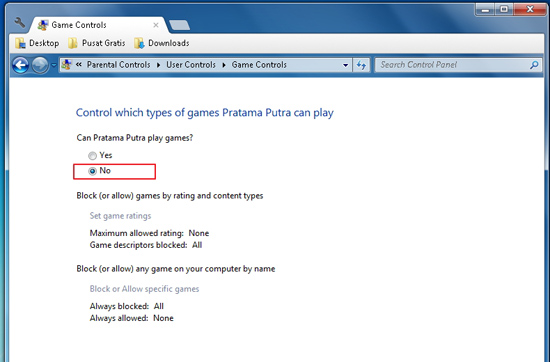 Game Controls
Desktop Pusat Gratis Downloads
« Parental Controls User Controls Game Controls Search Control Panel
Control which types of games Pratama Putra can play
Can Pratama Putra play games?
Yes
No
Block (or allow) games by rating and content types
Set game ratings
Maximum allowed rating: None
Game descriptors blocked: All
Block (or allow) any game on your computer by name
Block or Allow specific games
Always blocked: All
Always allowed: None